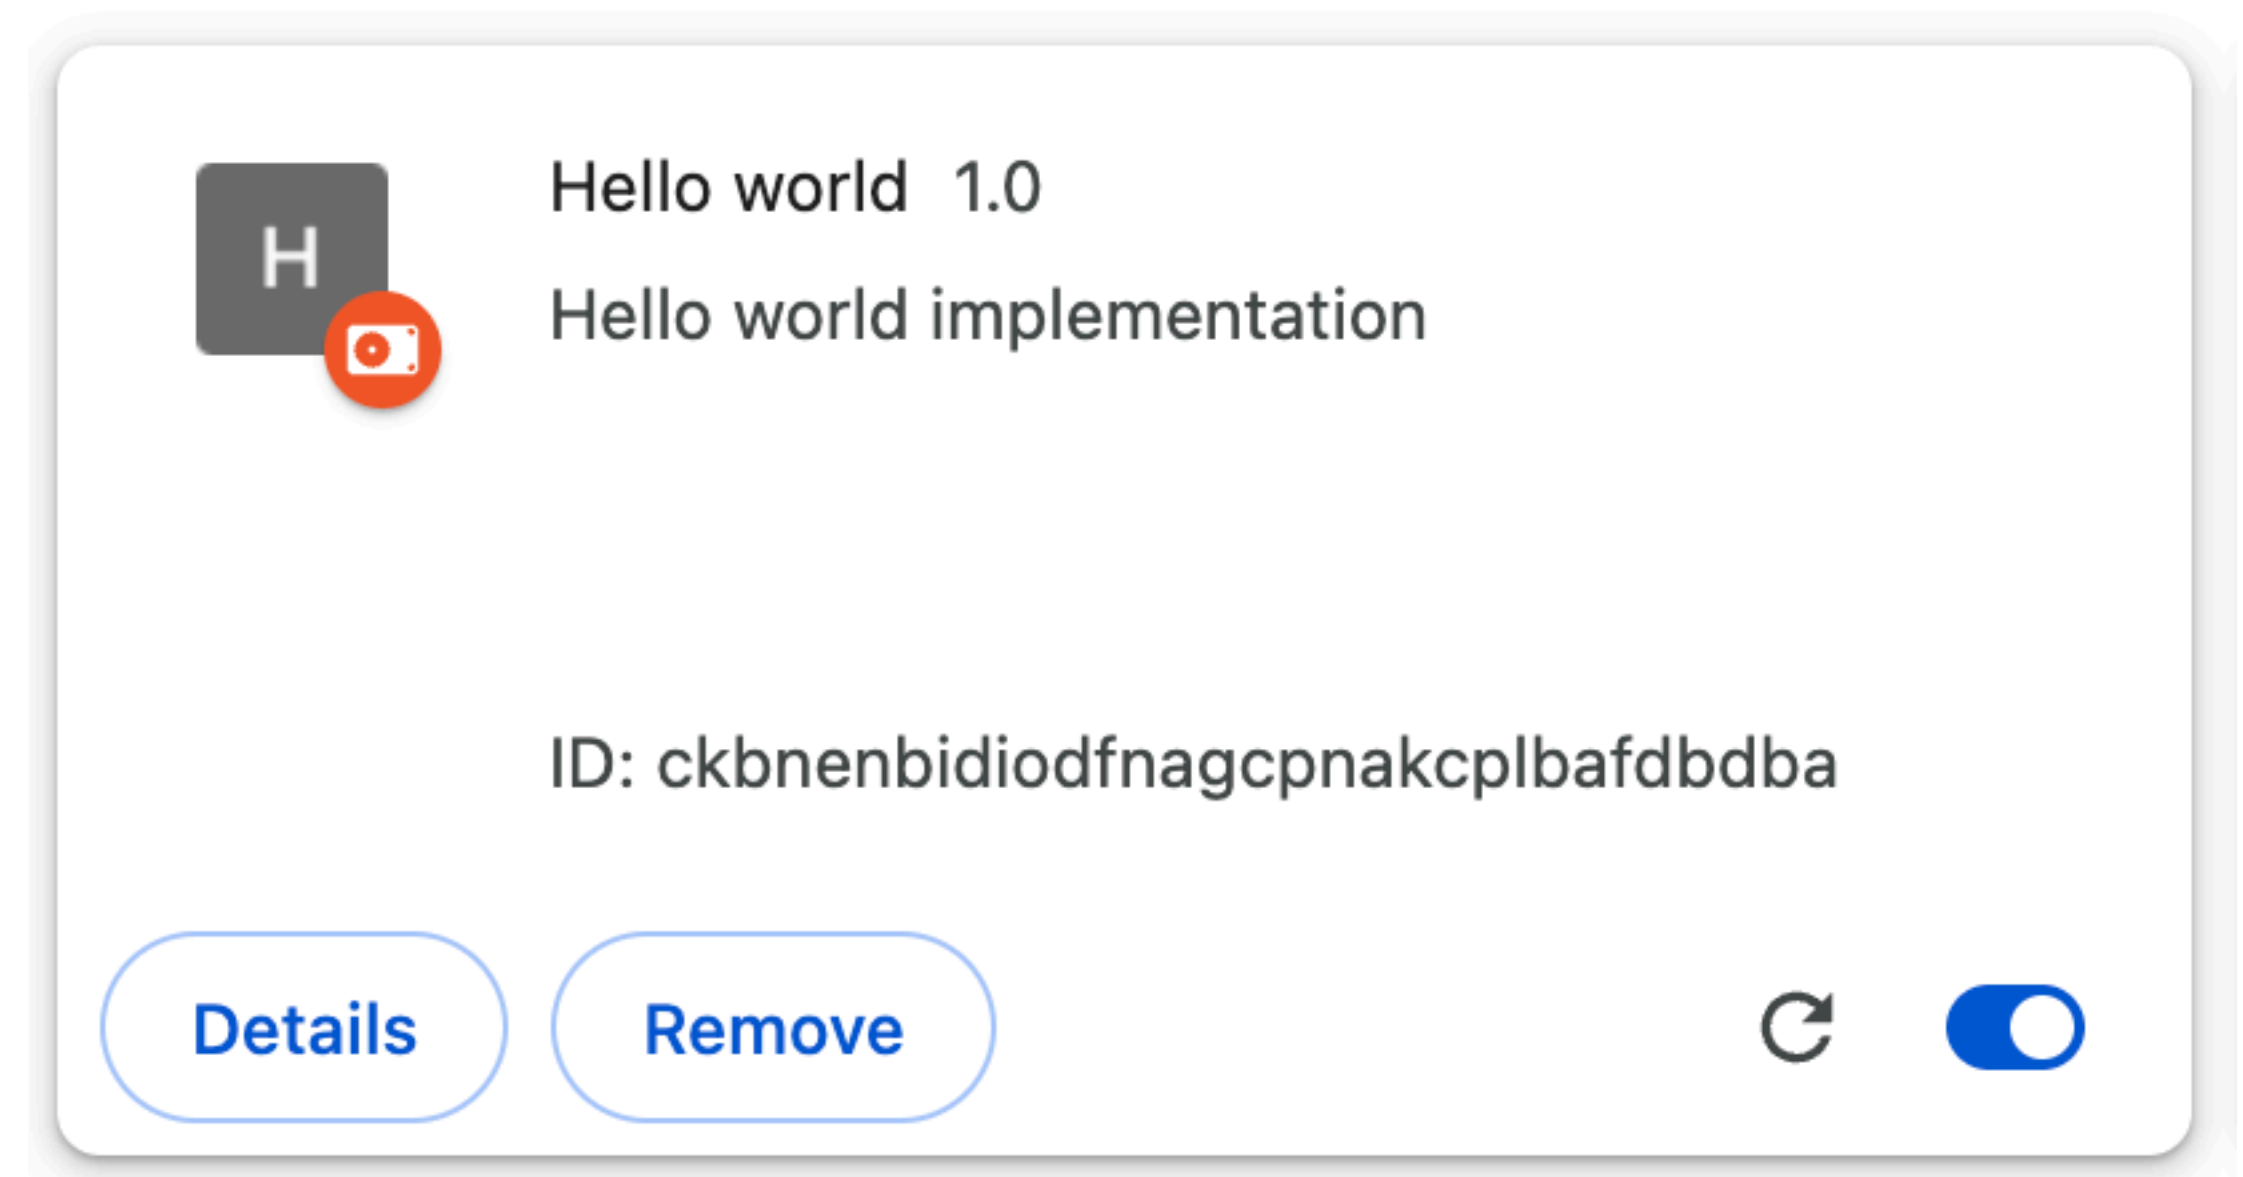 H
Hello world 1.0
Hello world implementation
ID: ckbnenbidiodfnagcpnakcplbafdbdba
Details
Remove